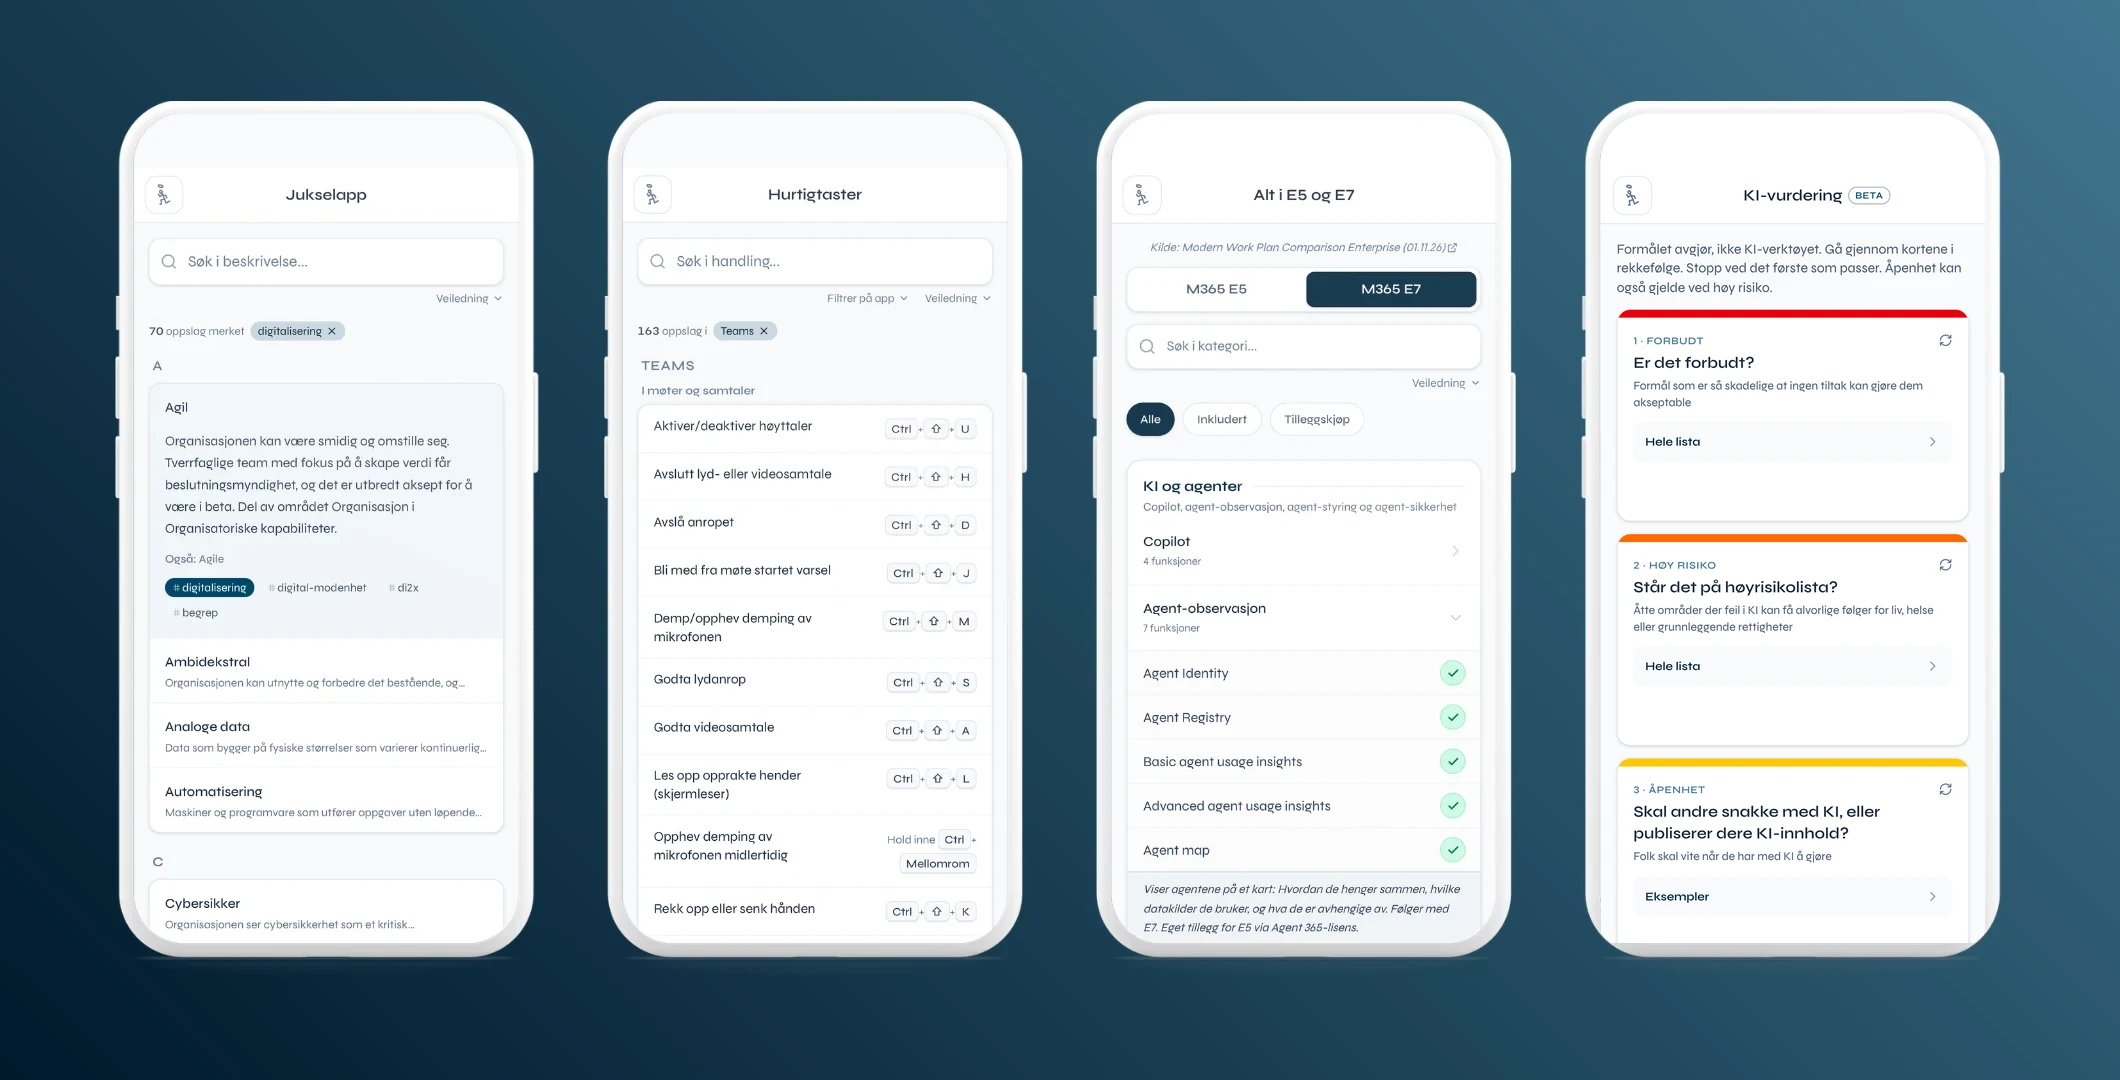 Jukselapp
Søk i beskrivelse...
Veiledning
70 oppslag merket digitalisering ×
A
Agil
Organisasjonen kan være smidig og omstille seg.
Tverrfaglige team med fokus på å skape verdi får
beslutningsmyndighet, og det er utbredt aksept for å
være i beta. Del av området Organisasjon i
Organisatoriske kapabiliteter.
Også: Agile
# digitalisering # digital-modenhet # di2x
# begrep
Ambidekstral
Organisasjonen kan utnytte og forbedre det bestående, og...
Analoge data
Data som bygger på fysiske størrelser som varierer kontinuerlig...
Automatisering
Maskiner og programvare som utfører oppgaver uten løpende...
C
Cybersikker
Organisasjonen ser cybersikkerhet som et kritisk...
Hurtigtaster
Søk i handling...
Filtrer på app Veiledning
163 oppslag i Teams ×
TEAMS
I møter og samtaler
Aktiver/deaktiver høyttaler Ctrl + ⇧ + U
Avslutt lyd- eller videosamtale Ctrl + ⇧ + H
Avslå anropet Ctrl + ⇧ + D
Bli med fra møte startet varsel Ctrl + ⇧ + J
Demp/opphev demping av Ctrl + ⇧ + M
mikrofonen
Godta lydanrop Ctrl + ⇧ + S
Godta videosamtale Ctrl + ⇧ + A
Les opp opprakte hender Ctrl + ⇧ + L
(skjermleser)
Opphev demping av Hold inne Ctrl +
mikrofonen midlertidig Mellomrom
Rekk opp eller senk hånden Ctrl + ⇧ + K
Alt i E5 og E7
Kilde: Modern Work Plan Comparison Enterprise (01.11.26)
M365 E5 M365 E7
Søk i kategori...
Veiledning
Alle Inkludert Tilleggskjøp
KI og agenter
Copilot, agent-observasjon, agent-styring og agent-sikkerhet
Copilot
4 funksjoner
Agent-observasjon
7 funksjoner
Agent Identity
Agent Registry
Basic agent usage insights
Advanced agent usage insights
Agent map
Viser agentene på et kart: Hvordan de henger sammen, hvilke
datakilder de bruker, og hva de er avhengige av. Følger med
E7. Eget tillegg for E5 via Agent 365-lisens.
KI-vurdering BETA
Formålet avgjør, ikke KI-verktøyet. Gå gjennom kortene i
rekkefølge. Stopp ved det første som passer. Åpenhet kan
også gjelde ved høy risiko.
1 · FORBUDT
Er det forbudt?
Formål som er så skadelige at ingen tiltak kan gjøre dem
akseptable
Hele lista
2 · HØY RISIKO
Står det på høyrisikolista?
Åtte områder der feil i KI kan få alvorlige følger for liv, helse
eller grunnleggende rettigheter
Hele lista
3 · ÅPENHET
Skal andre snakke med KI, eller
publiserer dere KI-innhold?
Folk skal vite når de har med KI å gjøre
Eksempler